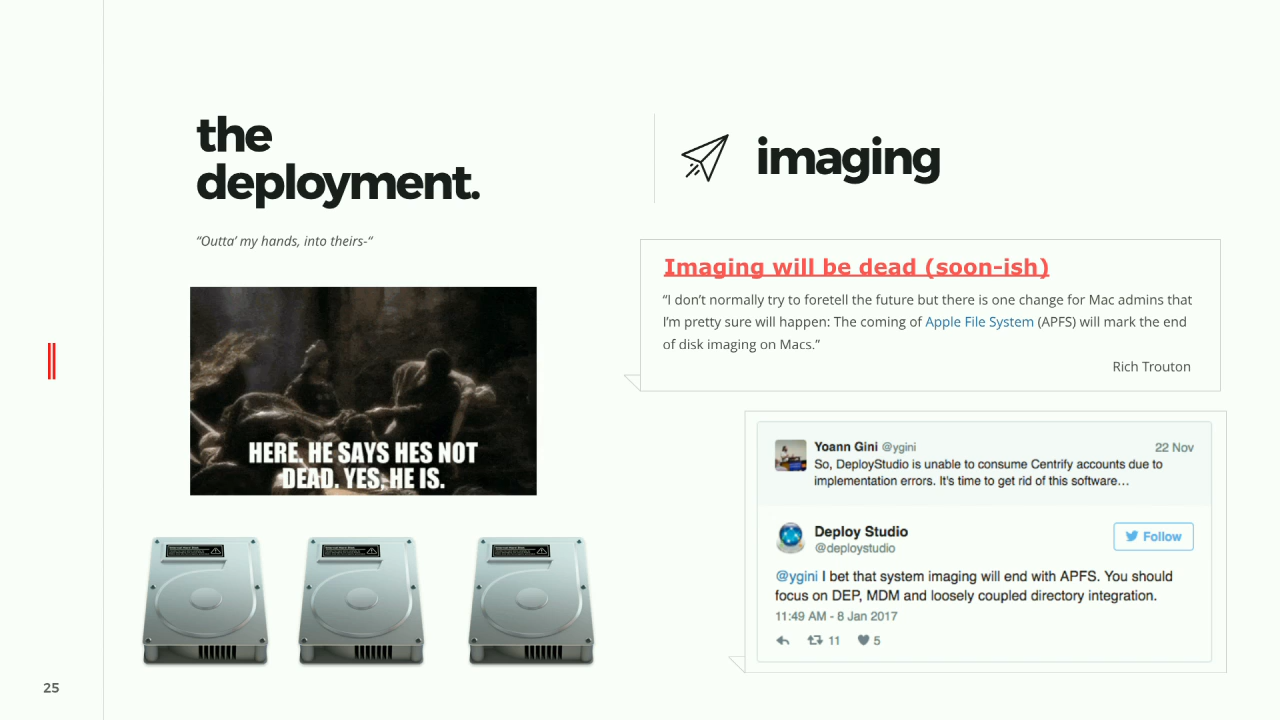 the
deployment.
“Outta’ my hands, into theirs-”
HERE. HE SAYS HES NOT
DEAD. YES, HE IS.
imaging
Imaging will be dead (soon-ish)
“I don’t normally try to foretell the future but there is one change for Mac admins that
I’m pretty sure will happen: The coming of Apple File System (APFS) will mark the end
of disk imaging on Macs.”
Rich Trouton
Yoann Gini @ygini 22 Nov
So, DeployStudio is unable to consume Centrify accounts due to
implementation errors. It's time to get rid of this software…
Deploy Studio
@deploystudio
Follow
@ygini I bet that system imaging will end with APFS. You should
focus on DEP, MDM and loosely coupled directory integration.
11:49 AM - 8 Jan 2017
11 5
25